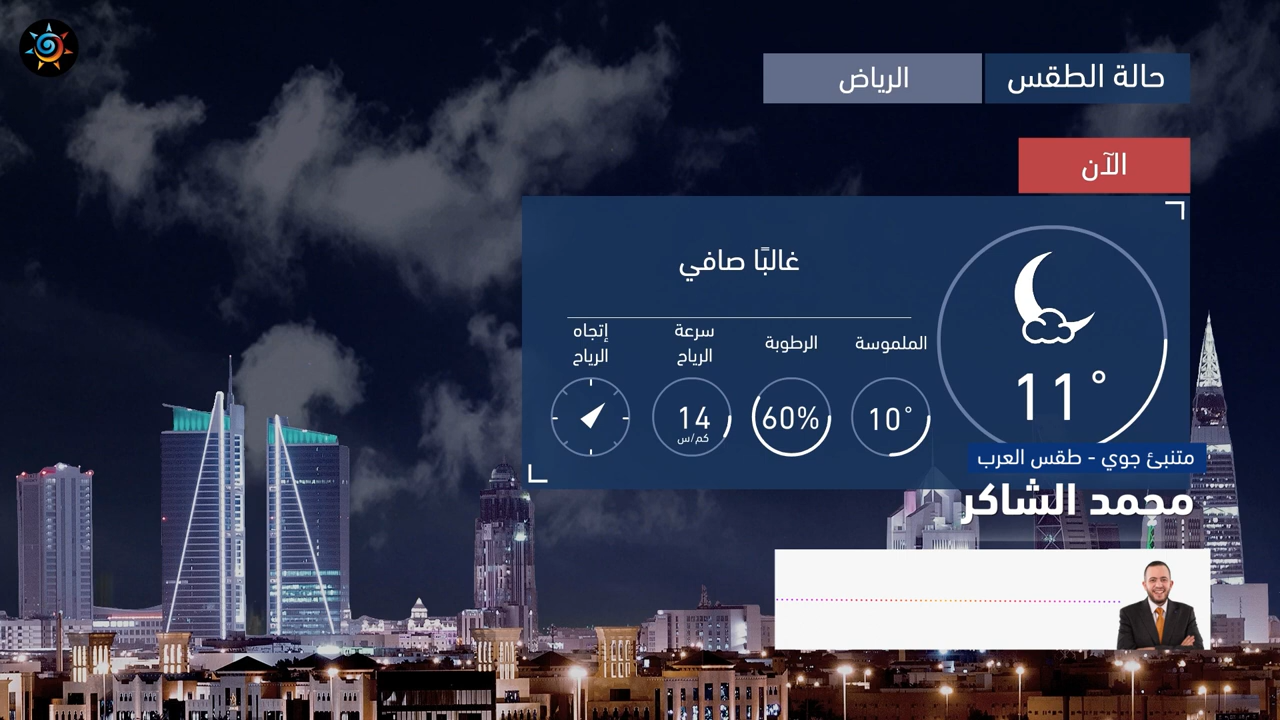 حالة الطقس
الرياض
الآن
غالبًا صافي
11°
الملموسة
الرطوبة
سرعة
الرياح
إتجاه
الرياح
10°
60%
14
كم/س
متنبئ جوي - طقس العرب
محمد الشاكر